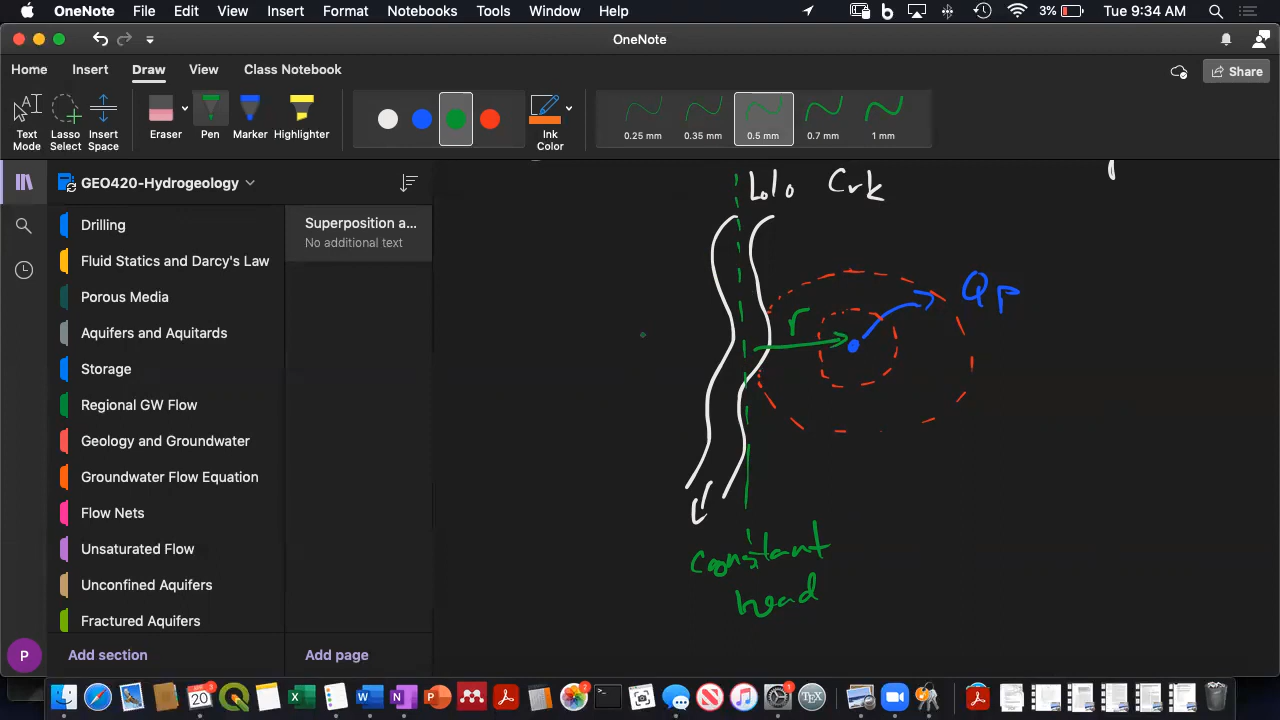 OneNote File Edit View Insert Format Notebooks Tools Window Help 3% Tue 9:34 AM
OneNote
Home Insert Draw View Class Notebook Share
Text Mode Lasso Select Insert Space Eraser Pen Marker Highlighter Ink Color 0.25 mm 0.35 mm 0.5 mm 0.7 mm 1 mm
GEO420-Hydrogeology
Drilling
Fluid Statics and Darcy's Law
Porous Media
Aquifers and Aquitards
Storage
Regional GW Flow
Geology and Groundwater
Groundwater Flow Equation
Flow Nets
Unsaturated Flow
Unconfined Aquifers
Fractured Aquifers
Add section
P
Superposition a...
No additional text
Add page
Lolo Crk
Qp
r
constant
head
20
TEX
1